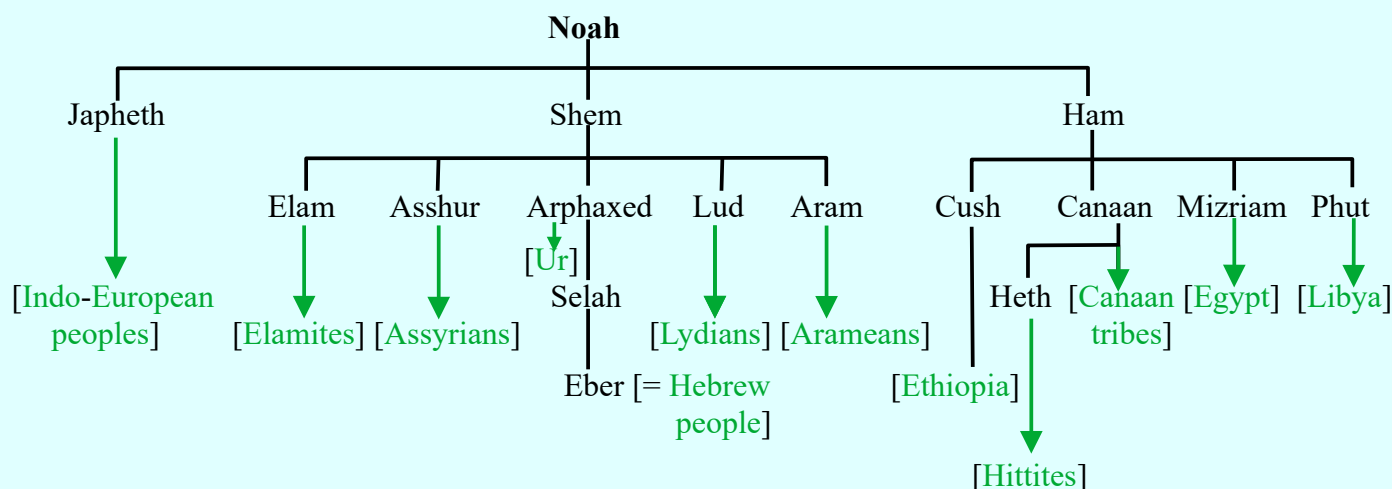 Noah
Japheth Shem Ham
Elam Asshur Arphaxed Lud Aram Cush Canaan Mizriam Phut
[Ur]
[Indo-European peoples] Selah Heth [Canaan tribes] [Egypt] [Libya]
[Elamites] [Assyrians] [Lydians] [Arameans]
Eber [= Hebrew people] [Ethiopia]
[Hittites]